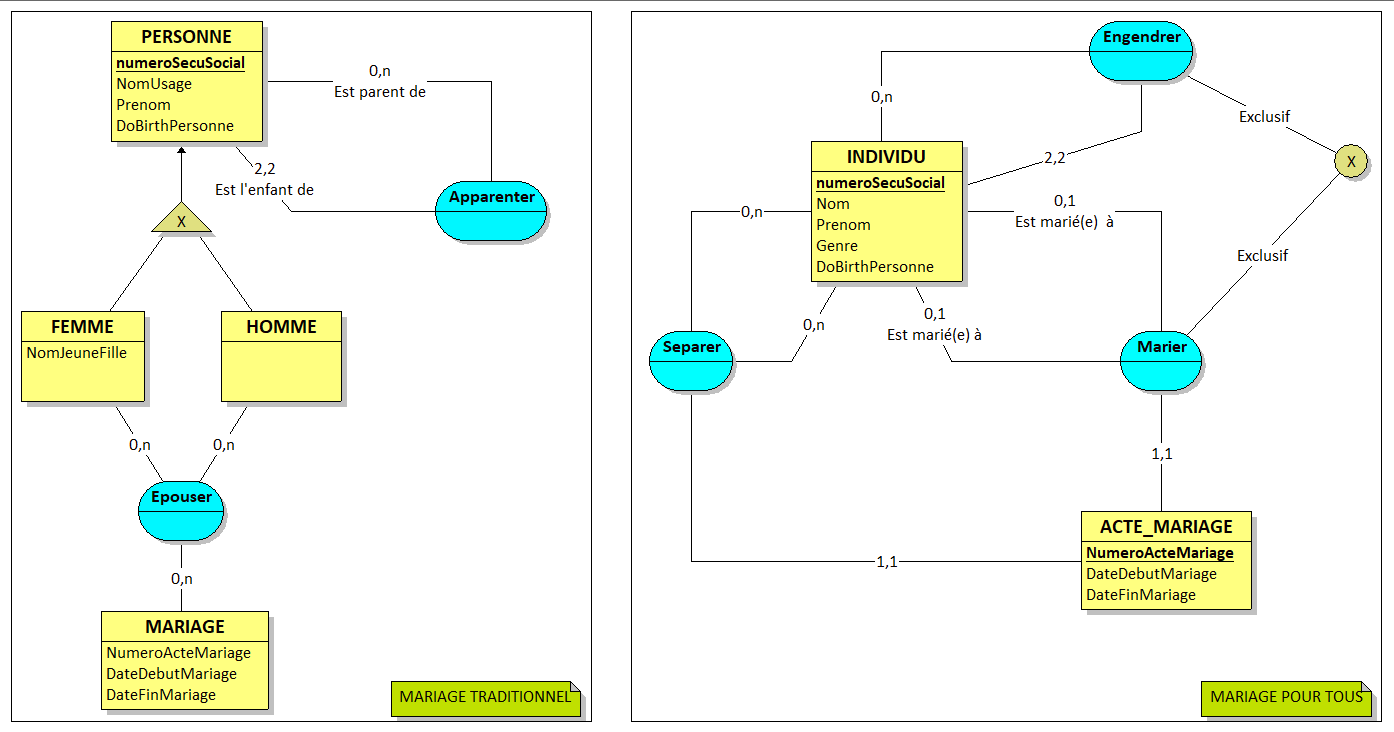 PERSONNE
numeroSecuSocial
NomUsage
Prenom
DoBirthPersonne
0,n
Est parent de
2,2
Est l'enfant de
Apparenter
X
FEMME
NomJeuneFille
HOMME
0,n
0,n
Epouser
0,n
MARIAGE
NumeroActeMariage
DateDebutMariage
DateFinMariage
MARIAGE TRADITIONNEL
Engendrer
0,n
Exclusif
X
2,2
INDIVIDU
numeroSecuSocial
Nom
Prenom
Genre
DoBirthPersonne
0,n
0,1
Est marié(e) à
Exclusif
0,n
0,1
Est marié(e) à
Separer
Marier
1,1
ACTE_MARIAGE
NumeroActeMariage
DateDebutMariage
DateFinMariage
1,1
MARIAGE POUR TOUS